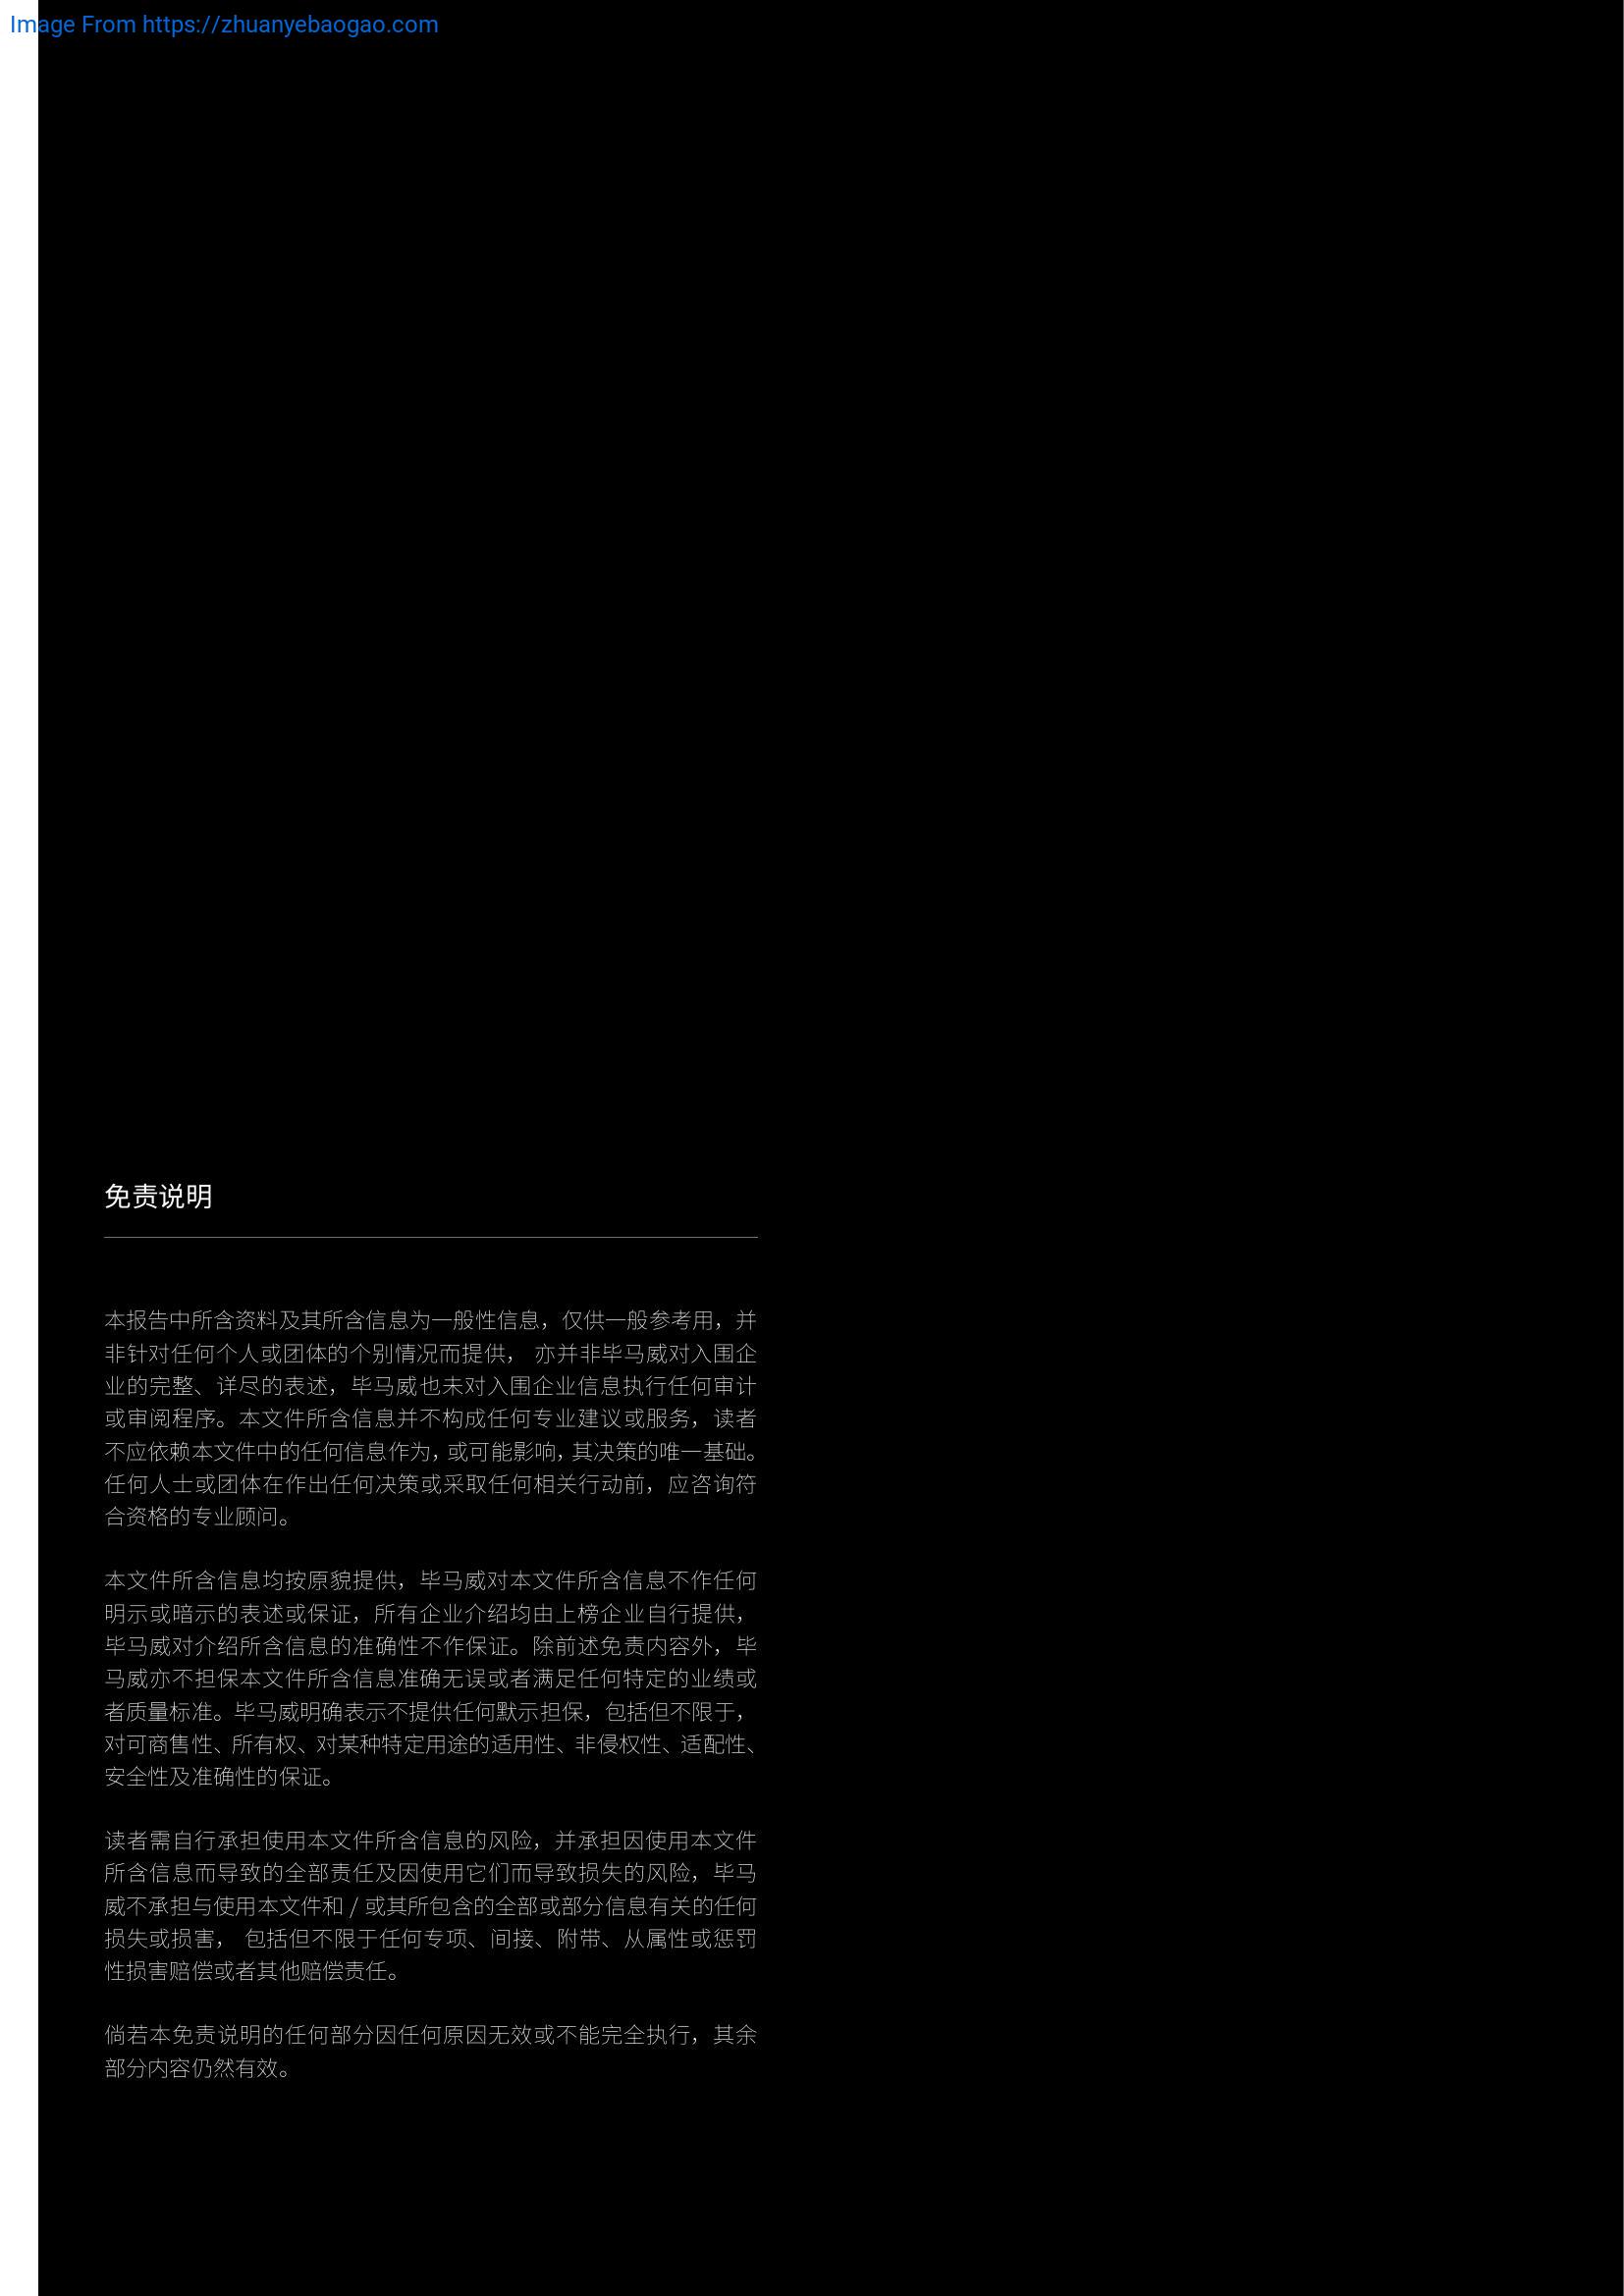 Image From https://zhuanyebaogao.com
免责说明
本报告中所含资料及其所含信息为一般性信息，仅供一般参考用，并
非针对任何个人或团体的个别情况而提供， 亦并非毕马威对入围企
业的完整、详尽的表述，毕马威也未对入围企业信息执行任何审计
或审阅程序。本文件所含信息并不构成任何专业建议或服务，读者
不应依赖本文件中的任何信息作为，或可能影响，其决策的唯一基础。
任何人士或团体在作出任何决策或采取任何相关行动前，应咨询符
合资格的专业顾问。
本文件所含信息均按原貌提供，毕马威对本文件所含信息不作任何
明示或暗示的表述或保证，所有企业介绍均由上榜企业自行提供，
毕马威对介绍所含信息的准确性不作保证。除前述免责内容外，毕
马威亦不担保本文件所含信息准确无误或者满足任何特定的业绩或
者质量标准。毕马威明确表示不提供任何默示担保，包括但不限于，
对可商售性、所有权、对某种特定用途的适用性、非侵权性、适配性、
安全性及准确性的保证。
读者需自行承担使用本文件所含信息的风险，并承担因使用本文件
所含信息而导致的全部责任及因使用它们而导致损失的风险，毕马
威不承担与使用本文件和 / 或其所包含的全部或部分信息有关的任何
损失或损害， 包括但不限于任何专项、间接、附带、从属性或惩罚
性损害赔偿或者其他赔偿责任。
倘若本免责说明的任何部分因任何原因无效或不能完全执行，其余
部分内容仍然有效。